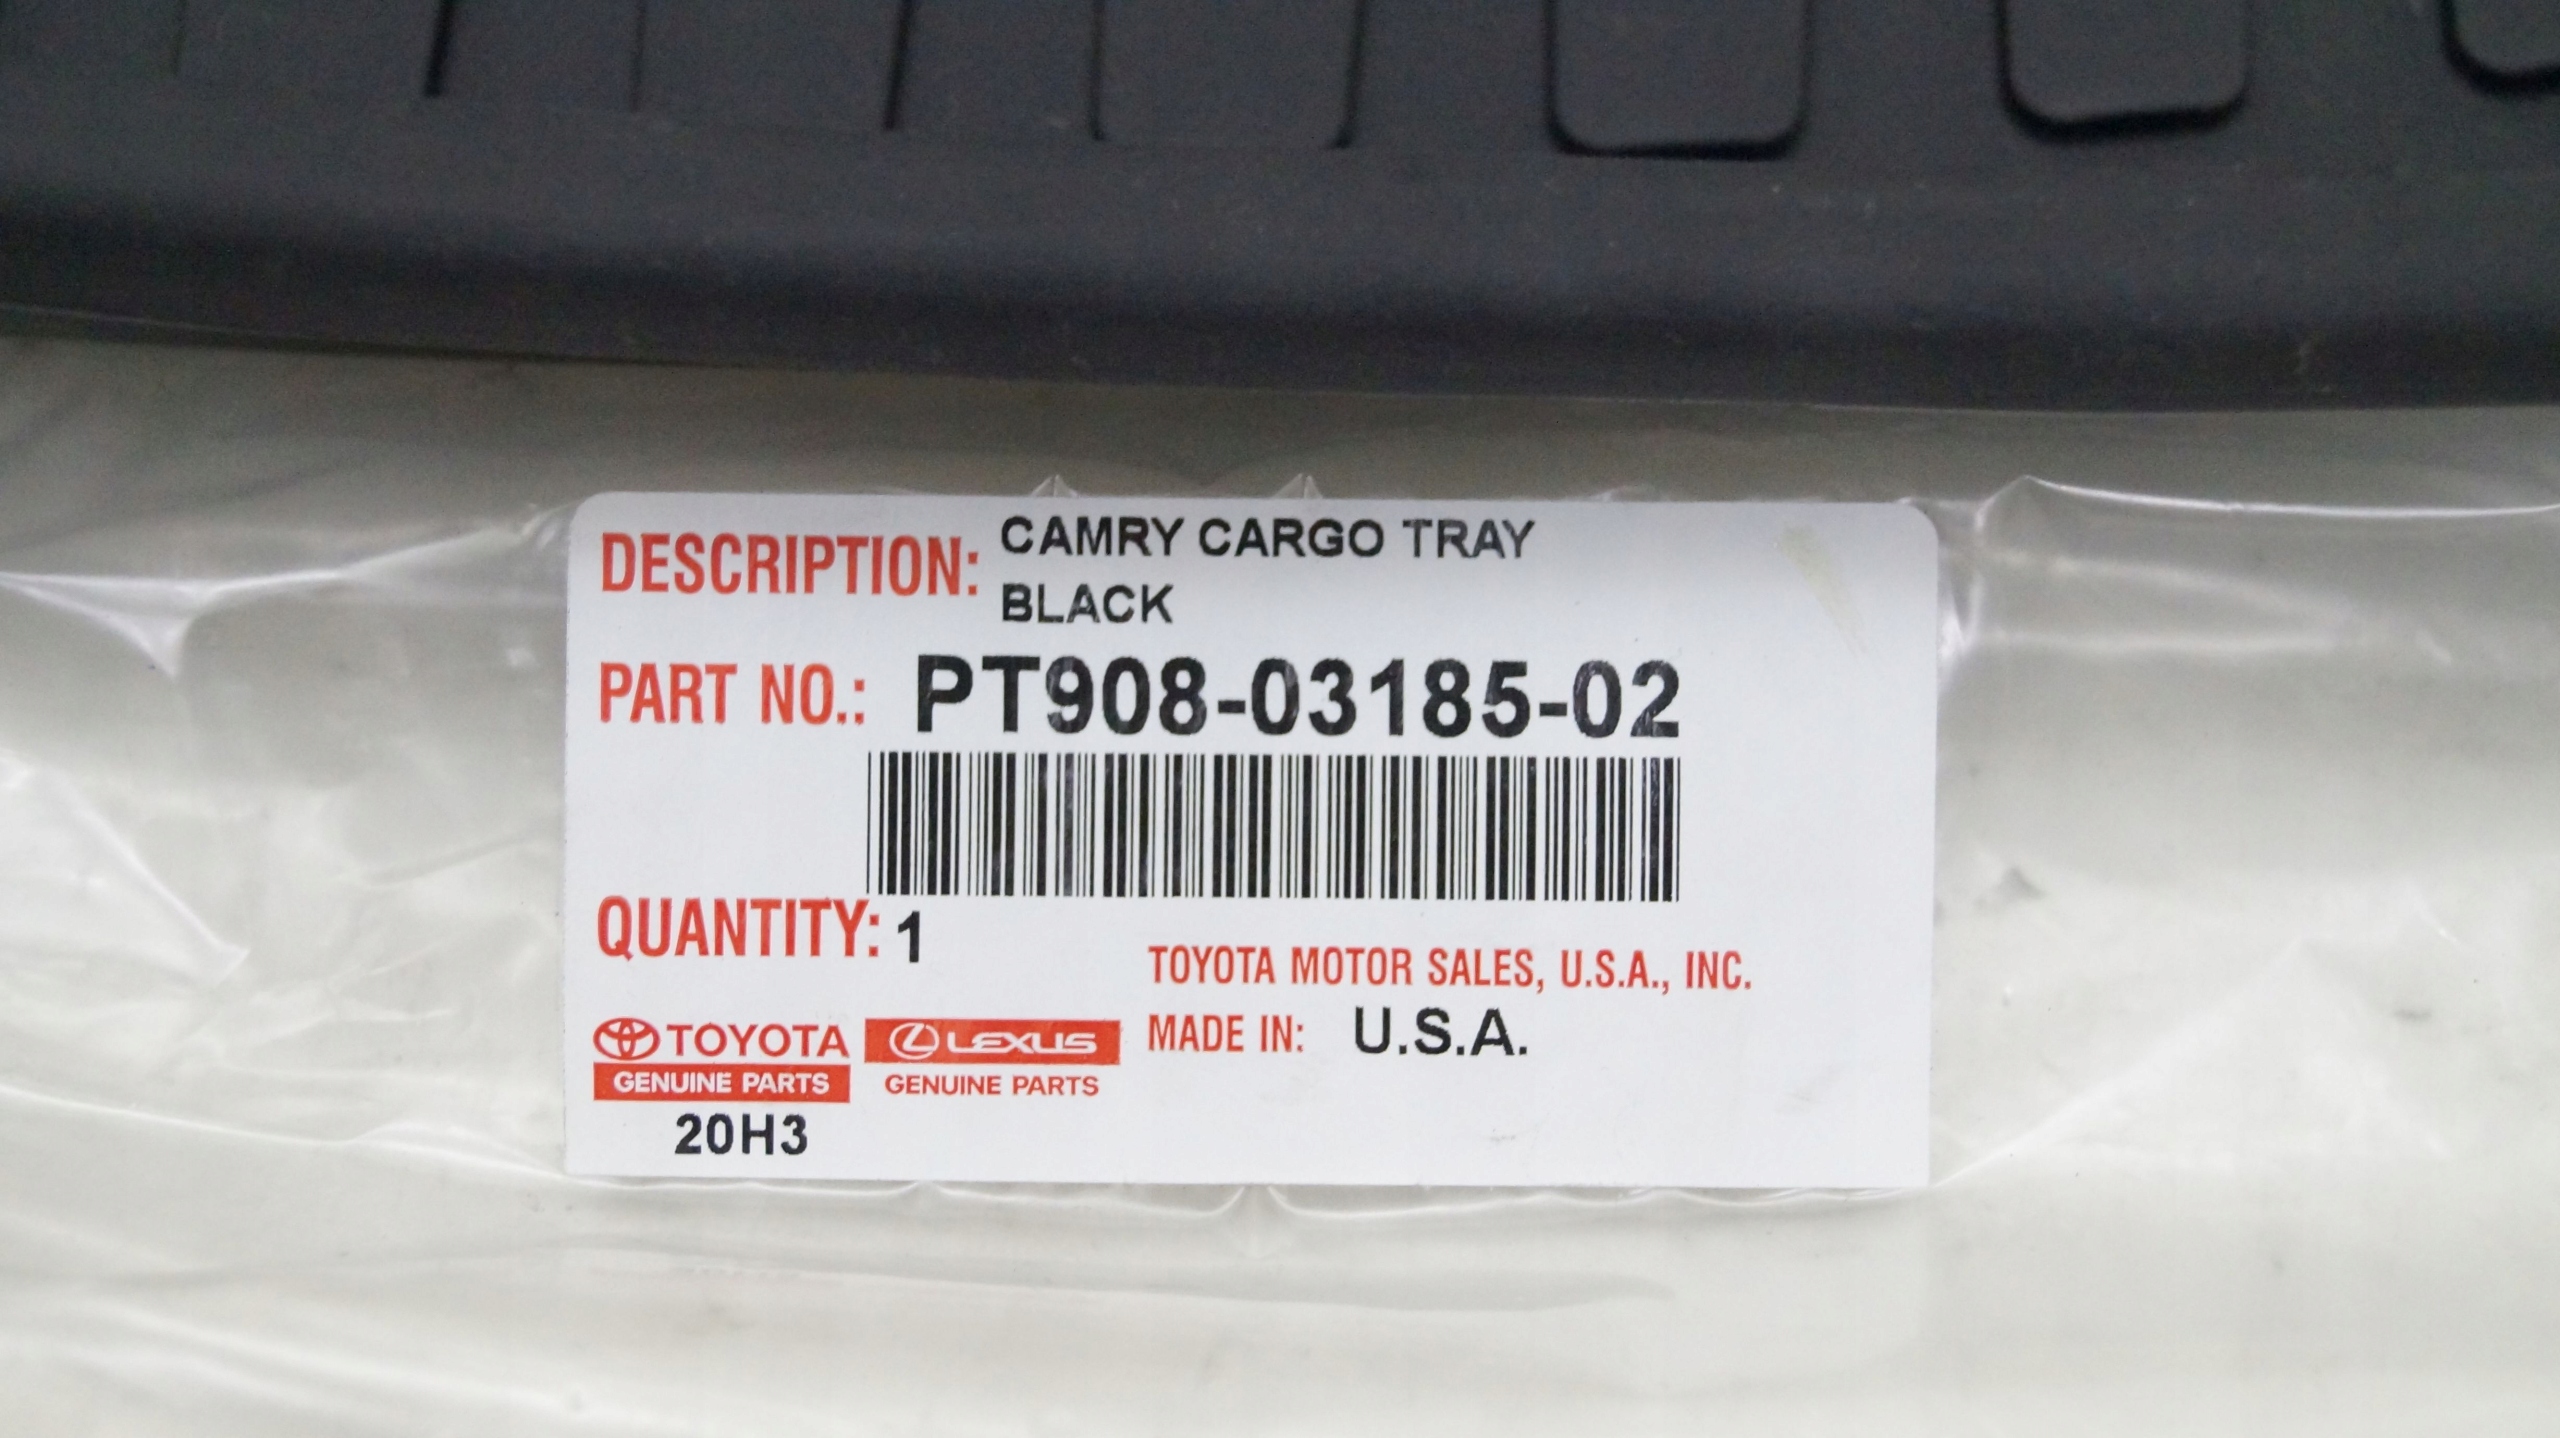 DESCRIPTION: CAMRY CARGO TRAY
BLACK
PART NO.: PT908-03185-02
QUANTITY: 1
TOYOTA MOTOR SALES, U.S.A., INC.
MADE IN: U.S.A.
TOYOTA
GENUINE PARTS
LEXUS
GENUINE PARTS
20H3